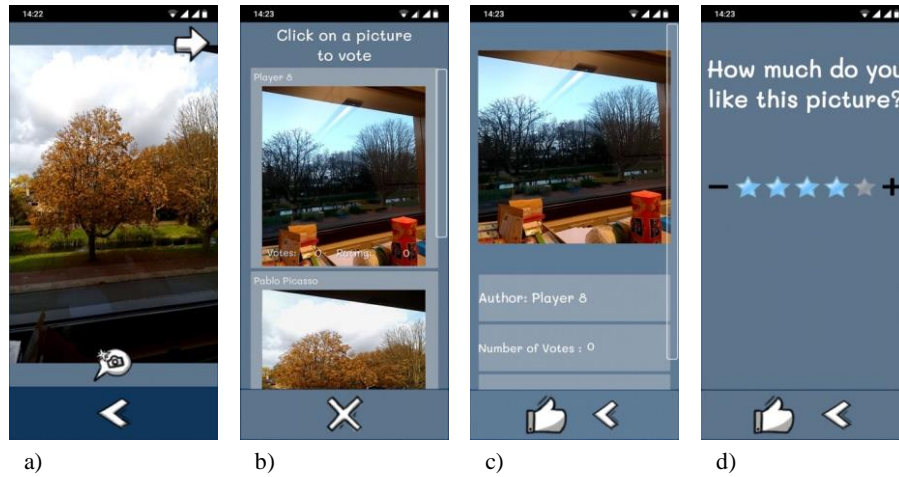 14:22
14:23
Click on a picture
to vote
Player 8
Votes: 0 Rating: 0
Pablo Picasso
14:23
Author: Player 8
Number of Votes : 0
14:23
How much do you
like this picture?
a)
b)
c)
d)